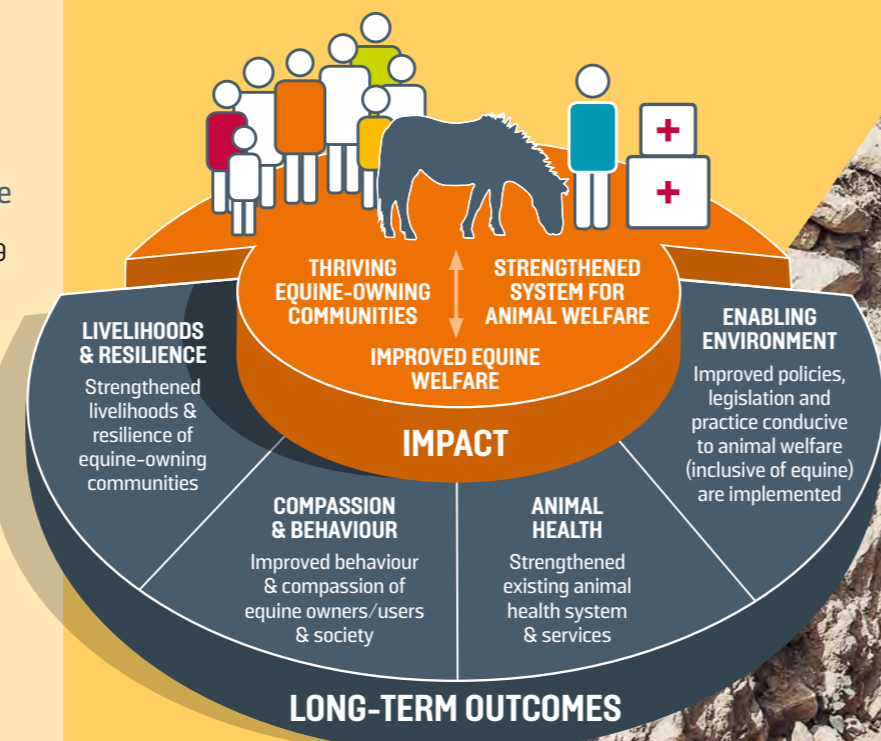 e
9
THRIVING
EQUINE-OWNING
COMMUNITIES
STRENGTHENED
SYSTEM FOR
ANIMAL WELFARE
IMPROVED EQUINE
WELFARE
IMPACT
LIVELIHOODS
& RESILIENCE
Strengthened
livelihoods &
resilience of
equine-owning
communities
COMPASSION
& BEHAVIOUR
Improved behaviour
& compassion of
equine owners/users
& society
ANIMAL
HEALTH
Strengthened
existing animal
health system
& services
ENABLING
ENVIRONMENT
Improved policies,
legislation and
practice conducive
to animal welfare
(inclusive of equine)
are implemented
LONG-TERM OUTCOMES